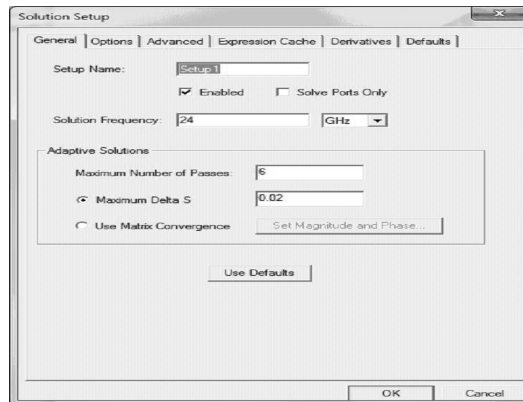 Solution Setup
General Options Advanced Expression Cache Derivatives Defaults
Setup Name: Setup1
Enabled Solve Ports Only
Solution Frequency: 24 GHz
Adaptive Solutions
Maximum Number of Passes: 6
Maximum Delta S 0.02
Use Matrix Convergence Set Magnitude and Phase...
Use Defaults
OK Cancel